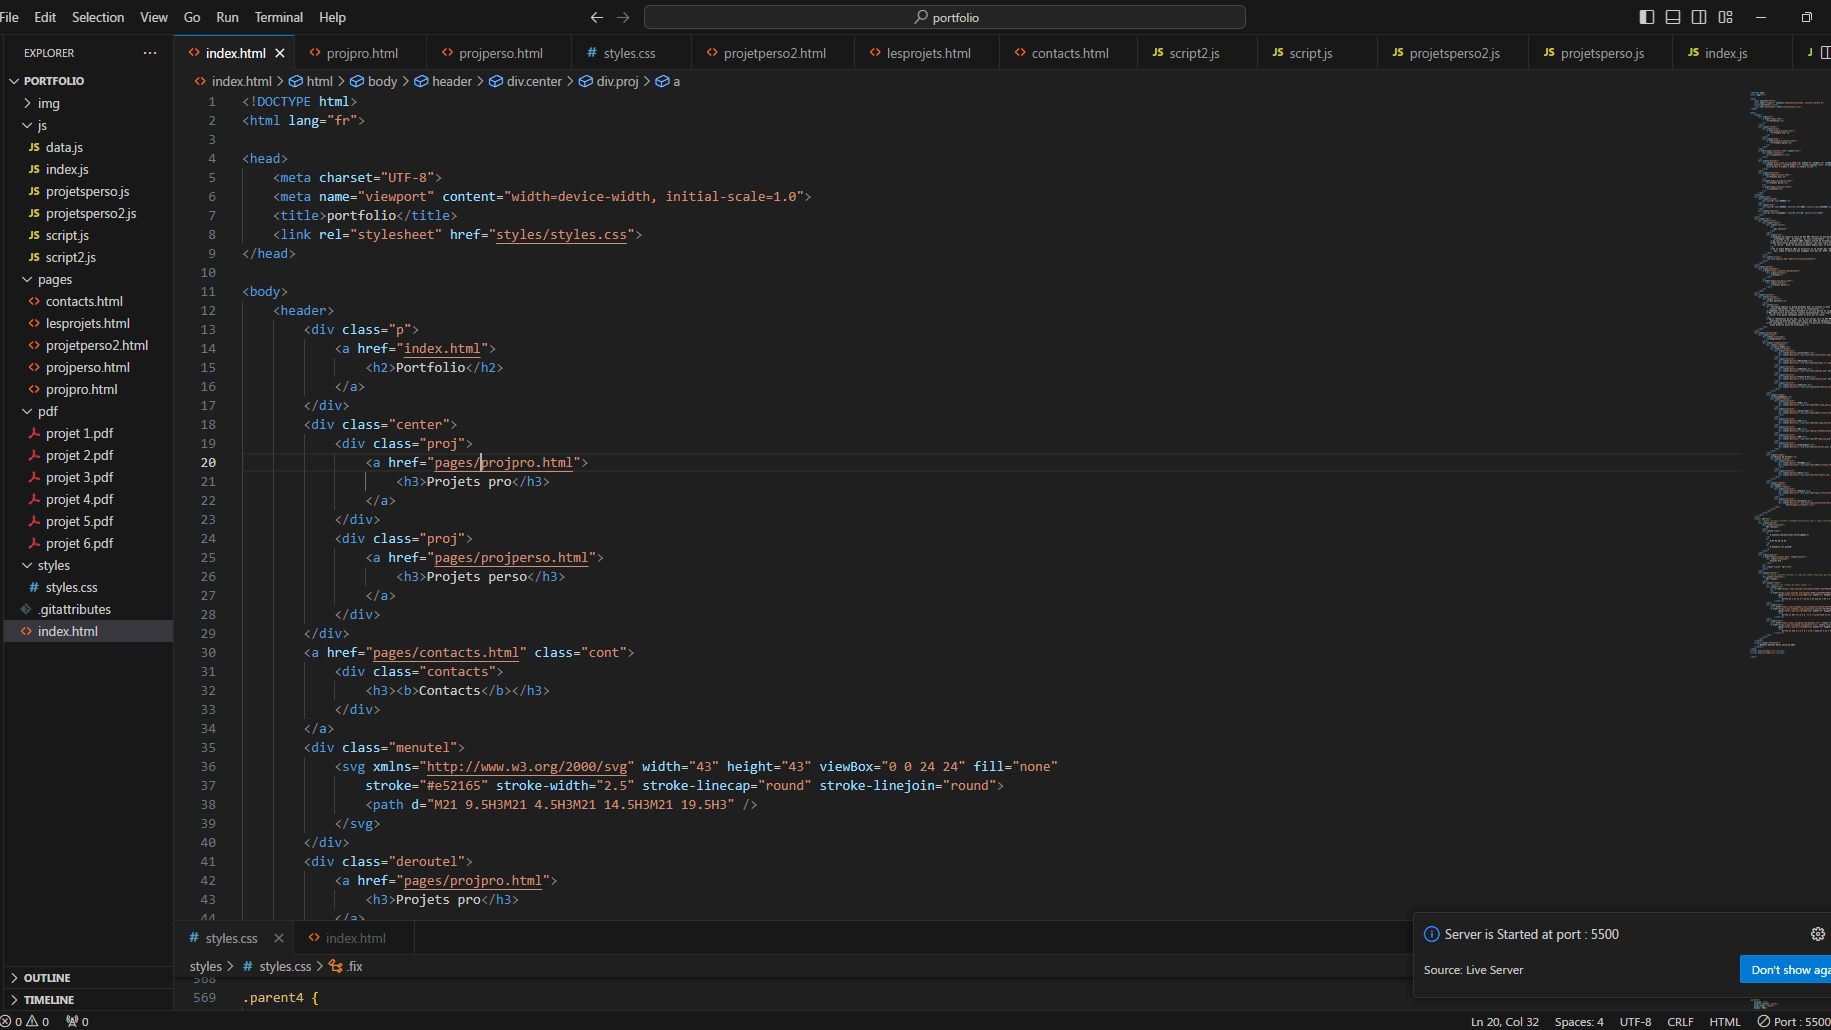 File Edit Selection View Go Run Terminal Help
portfolio
EXPLORER
PORTFOLIO
img
js
JS data.js
JS index.js
JS projetsperso.js
JS projetsperso2.js
JS script.js
JS script2.js
pages
<> contacts.html
<> lesprojets.html
<> projetperso2.html
<> projperso.html
<> projpro.html
pdf
projet 1.pdf
projet 2.pdf
projet 3.pdf
projet 4.pdf
projet 5.pdf
projet 6.pdf
styles
# styles.css
.gitattributes
<> index.html
OUTLINE
TIMELINE
<> index.html <> projpro.html <> projperso.html # styles.css <> projetperso2.html <> lesprojets.html <> contacts.html JS script2.js JS script.js JS projetsperso2.js JS projetsperso.js JS index.js
<> index.html > html > body > header > div.center > div.proj > a
1 <!DOCTYPE html>
2 <html lang="fr">
3
4 <head>
5 <meta charset="UTF-8">
6 <meta name="viewport" content="width=device-width, initial-scale=1.0">
7 <title>portfolio</title>
8 <link rel="stylesheet" href="styles/styles.css">
9 </head>
10
11 <body>
12 <header>
13 <div class="p">
14 <a href="index.html">
15 <h2>Portfolio</h2>
16 </a>
17 </div>
18 <div class="center">
19 <div class="proj">
20 <a href="pages/projpro.html">
21 <h3>Projets pro</h3>
22 </a>
23 </div>
24 <div class="proj">
25 <a href="pages/projperso.html">
26 <h3>Projets perso</h3>
27 </a>
28 </div>
29 </div>
30 <a href="pages/contacts.html" class="cont">
31 <div class="contacts">
32 <h3><b>Contacts</b></h3>
33 </div>
34 </a>
35 <div class="menutel">
36 <svg xmlns="http://www.w3.org/2000/svg" width="43" height="43" viewBox="0 0 24 24" fill="none"
37 stroke="#e52165" stroke-width="2.5" stroke-linecap="round" stroke-linejoin="round">
38 <path d="M21 9.5H3M21 4.5H3M21 14.5H3M21 19.5H3" />
39 </svg>
40 </div>
41 <div class="deroutel">
42 <a href="pages/projpro.html">
43 <h3>Projets pro</h3>
44 </a>
# styles.css <> index.html
styles > # styles.css > .fix
568
569 .parent4 {
Server is Started at port : 5500
Source: Live Server
Don't show aga
0 0 0
Ln 20, Col 32 Spaces: 4 UTF-8 CRLF HTML Port : 5500